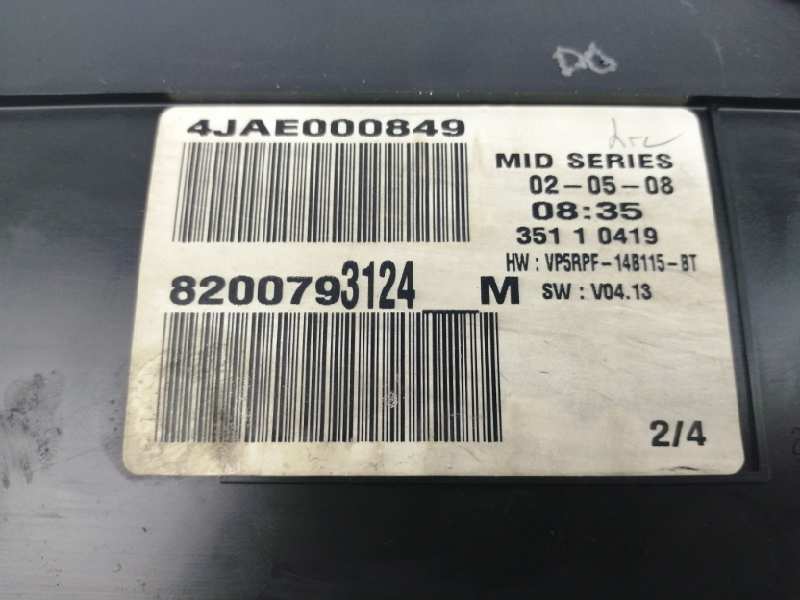 4JAE000849
MID SERIES
02-05-08
08:35
351 1 0419
HW : VP5RPF-14B115-BT
8200793124__M
SW : V04.13
2/4